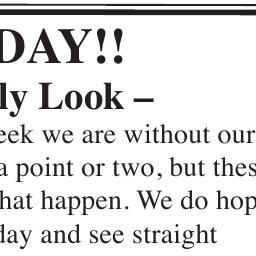 DAY!!
ly Look –
eek we are without our
a point or two, but thes
hat happen. We do hop
day and see straight